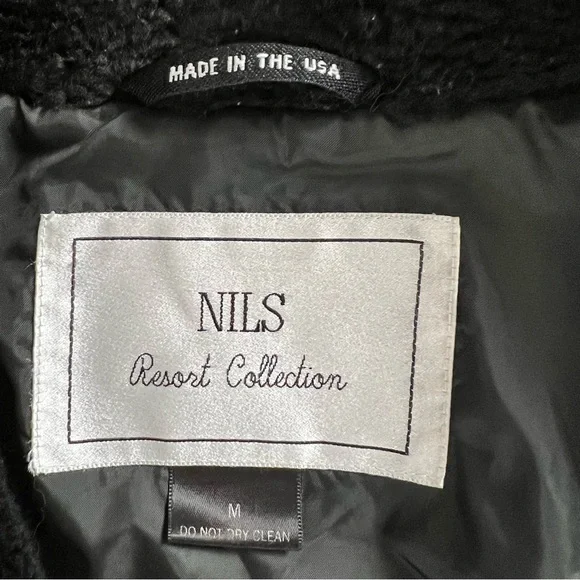 MADE IN THE USA
NILS
Resort Collection
M
DO NOT DRY CLEAN